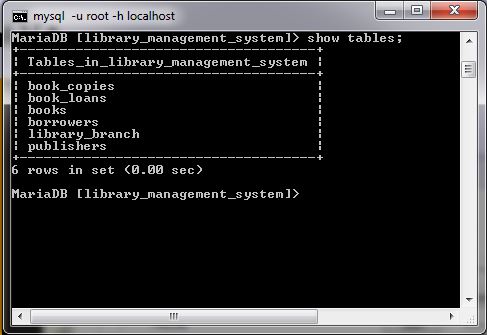 mysql -u root -h localhost
MariaDB [library_management_system]> show tables;
+-------------------------------------+
| Tables_in_library_management_system |
+-------------------------------------+
| book_copies                         |
| book_loans                          |
| books                               |
| borrowers                           |
| library_branch                      |
| publishers                          |
+-------------------------------------+
6 rows in set (0.00 sec)
MariaDB [library_management_system]>